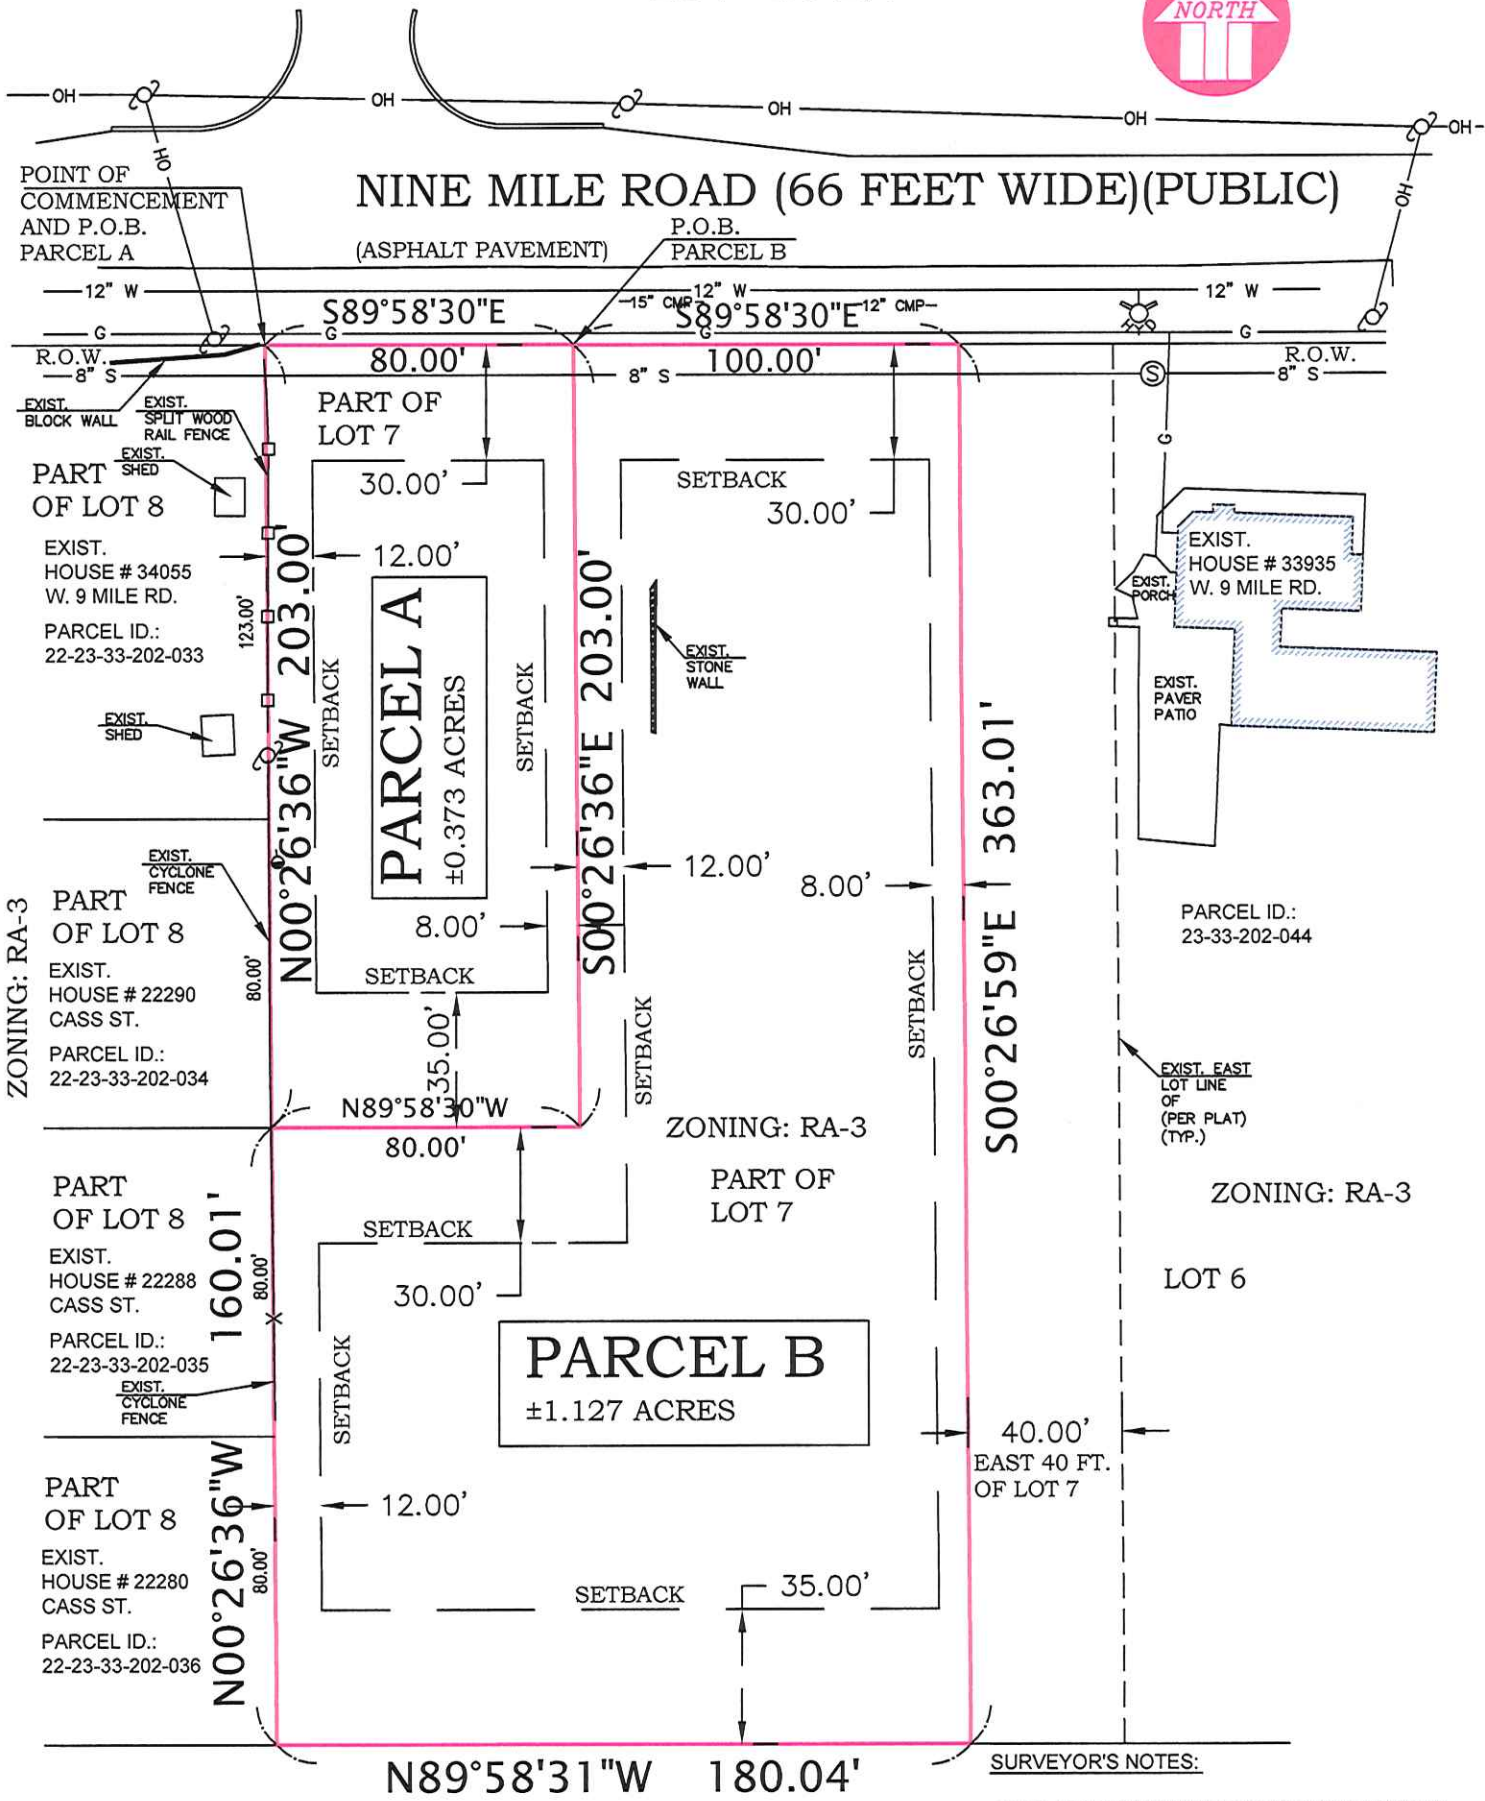 NORTH
OH OH OH OH OH
OH
OH
POINT OF
COMMENCEMENT
AND P.O.B.
PARCEL A
NINE MILE ROAD (66 FEET WIDE)(PUBLIC)
(ASPHALT PAVEMENT)
P.O.B.
PARCEL B
12" W 12" W 12" W
S89°58'30"E
15" CMP
S89°58'30"E
12" CMP
G G G G
R.O.W.
80.00'
100.00'
R.O.W.
8" S 8" S S 8" S
EXIST.
BLOCK WALL
EXIST.
SPLIT WOOD
RAIL FENCE
PART OF
LOT 7
G
EXIST.
SHED
PART
OF LOT 8
30.00'
SETBACK
30.00'
EXIST.
HOUSE # 34055
W. 9 MILE RD.
PARCEL ID.:
22-23-33-202-033
123.00'
N00°26'36"W 203.00'
12.00'
PARCEL A
±0.373 ACRES
SETBACK
SETBACK
S00°26'36"E 203.00'
EXIST.
STONE
WALL
EXIST.
HOUSE # 33935
W. 9 MILE RD.
EXIST.
PORCH
EXIST.
PAVER
PATIO
EXIST.
SHED
S00°26'59"E 363.01'
EXIST.
CYCLONE
FENCE
12.00'
8.00'
8.00'
ZONING: RA-3
PART
OF LOT 8
EXIST.
HOUSE # 22290
CASS ST.
PARCEL ID.:
22-23-33-202-034
80.00'
SETBACK
35.00'
SETBACK
SETBACK
PARCEL ID.:
23-33-202-044
EXIST. EAST
LOT LINE
OF
(PER PLAT)
(TYP.)
N89°58'30"W
80.00'
ZONING: RA-3
PART OF
LOT 7
ZONING: RA-3
LOT 6
PART
OF LOT 8
EXIST.
HOUSE # 22288
CASS ST.
PARCEL ID.:
22-23-33-202-035
80.00'
N00°26'36"W 160.01'
SETBACK
30.00'
EXIST.
CYCLONE
FENCE
SETBACK
PARCEL B
±1.127 ACRES
40.00'
EAST 40 FT.
OF LOT 7
PART
OF LOT 8
EXIST.
HOUSE # 22280
CASS ST.
PARCEL ID.:
22-23-33-202-036
80.00'
12.00'
SETBACK
35.00'
N89°58'31"W 180.04'
SURVEYOR'S NOTES: